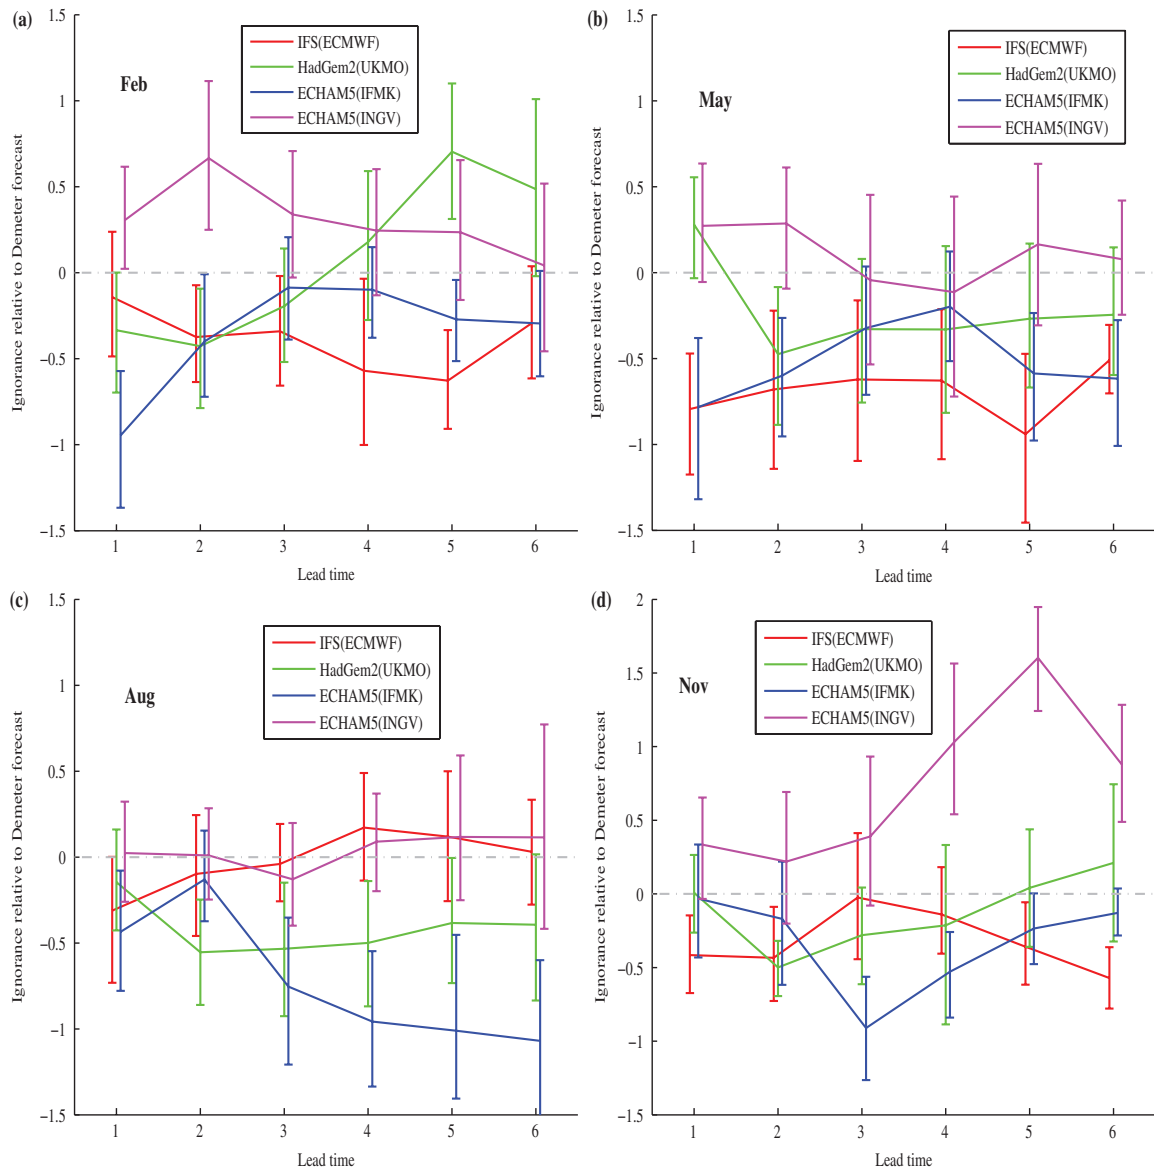 (a)
Feb
IFS(ECMWF)
HadGem2(UKMO)
ECHAM5(IFMK)
ECHAM5(INGV)
Ignorance relative to Demeter forecast
1.5
1
0.5
0
−0.5
−1
−1.5
1 2 3 4 5 6
Lead time
(b)
May
IFS(ECMWF)
HadGem2(UKMO)
ECHAM5(IFMK)
ECHAM5(INGV)
Ignorance relative to Demeter forecast
1.5
1
0.5
0
−0.5
−1
−1.5
1 2 3 4 5 6
Lead time
(c)
Aug
IFS(ECMWF)
HadGem2(UKMO)
ECHAM5(IFMK)
ECHAM5(INGV)
Ignorance relative to Demeter forecast
1.5
1
0.5
0
−0.5
−1
−1.5
1 2 3 4 5 6
Lead time
(d)
Nov
IFS(ECMWF)
HadGem2(UKMO)
ECHAM5(IFMK)
ECHAM5(INGV)
Ignorance relative to Demeter forecast
2
1.5
1
0.5
0
−0.5
−1
−1.5
1 2 3 4 5 6
Lead time